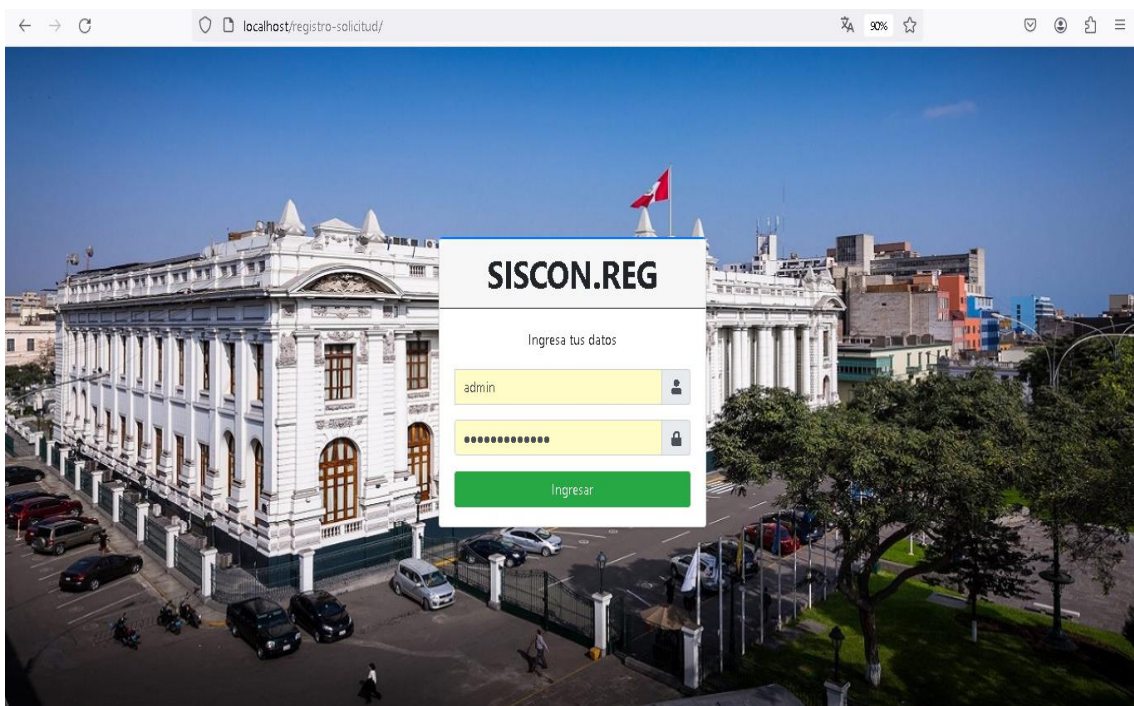 localhost/registro-solicitud/
90%
SISCON.REG
Ingresa tus datos
admin
●●●●●●●●●●●●●
Ingresar